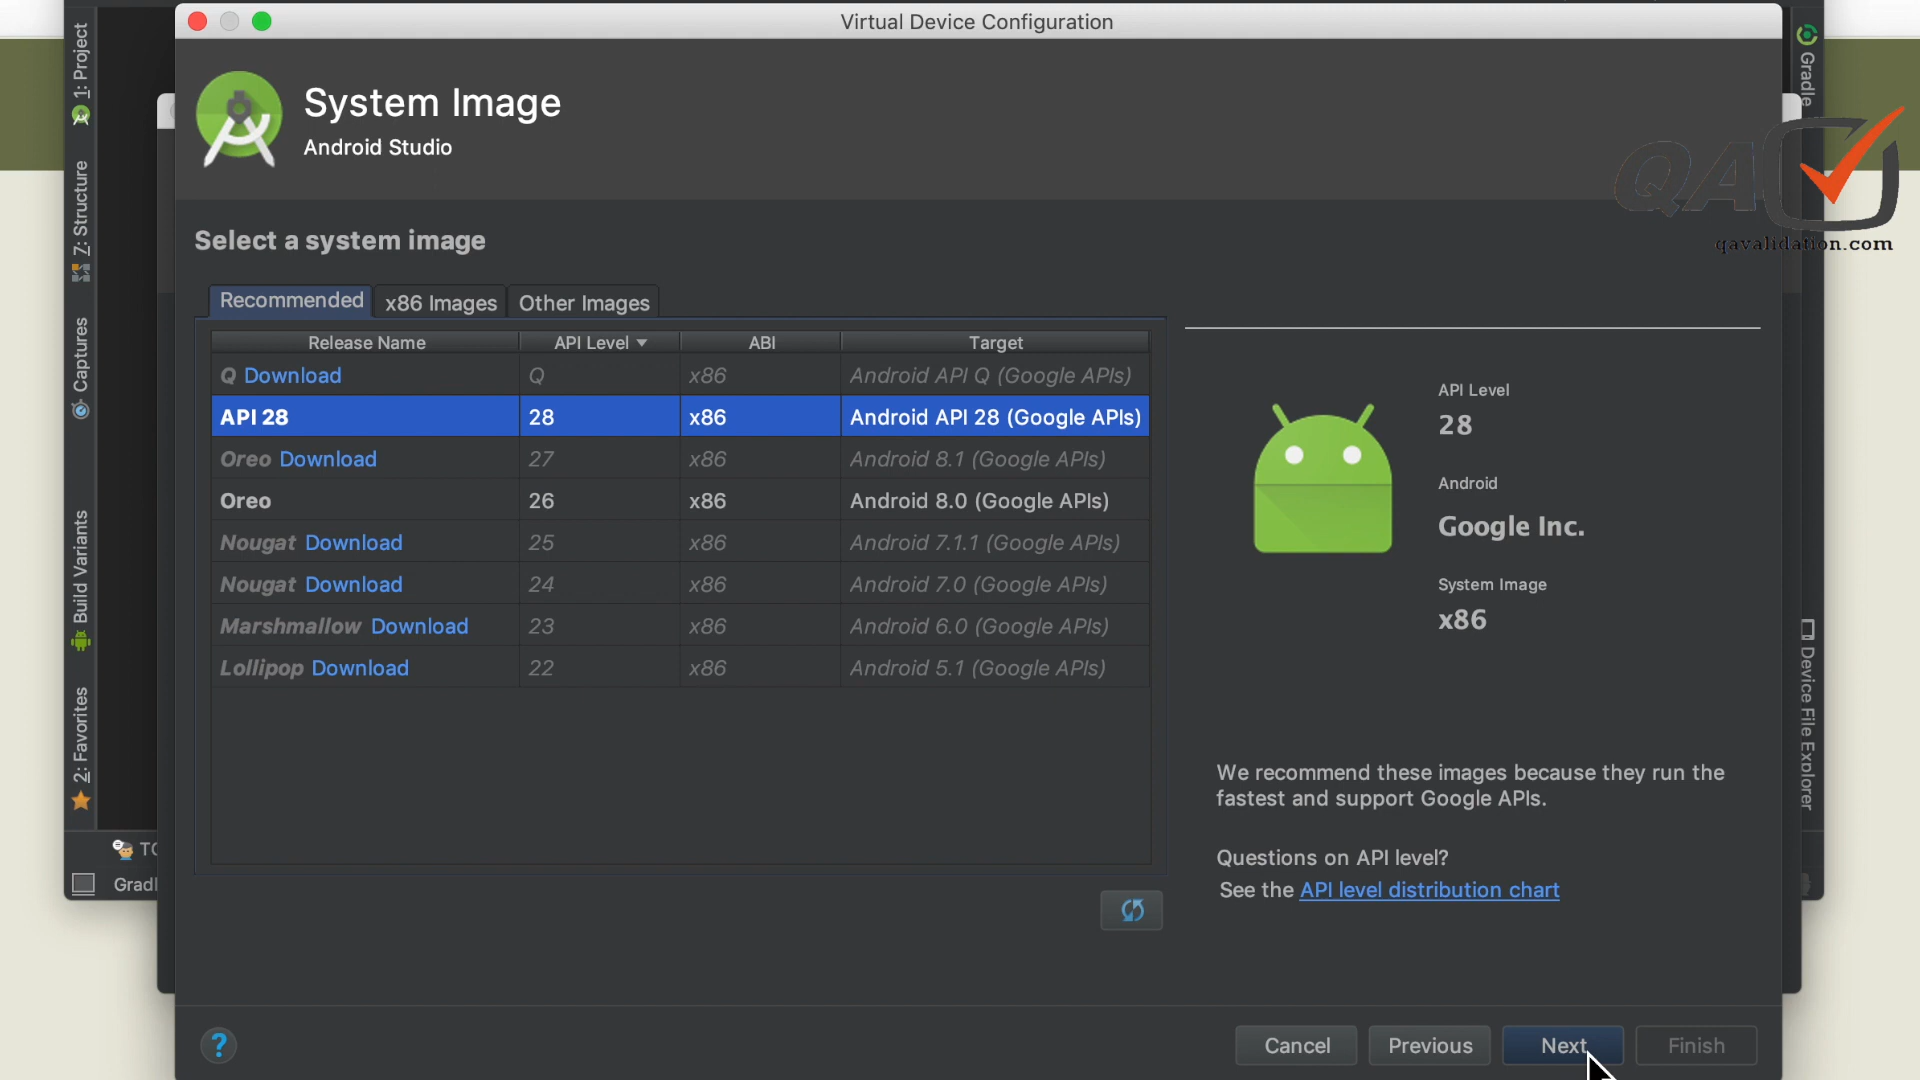 Virtual Device Configuration
System Image
Android Studio
QA
qavalidation.com
1: Project
Z: Structure
Captures
Build Variants
2: Favorites
Gradle
Device File Explorer
Select a system image
Recommended x86 Images Other Images
Release Name API Level ABI Target
Q Download Q x86 Android API Q (Google APIs)
API 28 28 x86 Android API 28 (Google APIs)
Oreo Download 27 x86 Android 8.1 (Google APIs)
Oreo 26 x86 Android 8.0 (Google APIs)
Nougat Download 25 x86 Android 7.1.1 (Google APIs)
Nougat Download 24 x86 Android 7.0 (Google APIs)
Marshmallow Download 23 x86 Android 6.0 (Google APIs)
Lollipop Download 22 x86 Android 5.1 (Google APIs)
API Level
28
Android
Google Inc.
System Image
x86
We recommend these images because they run the
fastest and support Google APIs.
Questions on API level?
See the API level distribution chart
TO
Gradl
? Cancel Previous Next Finish